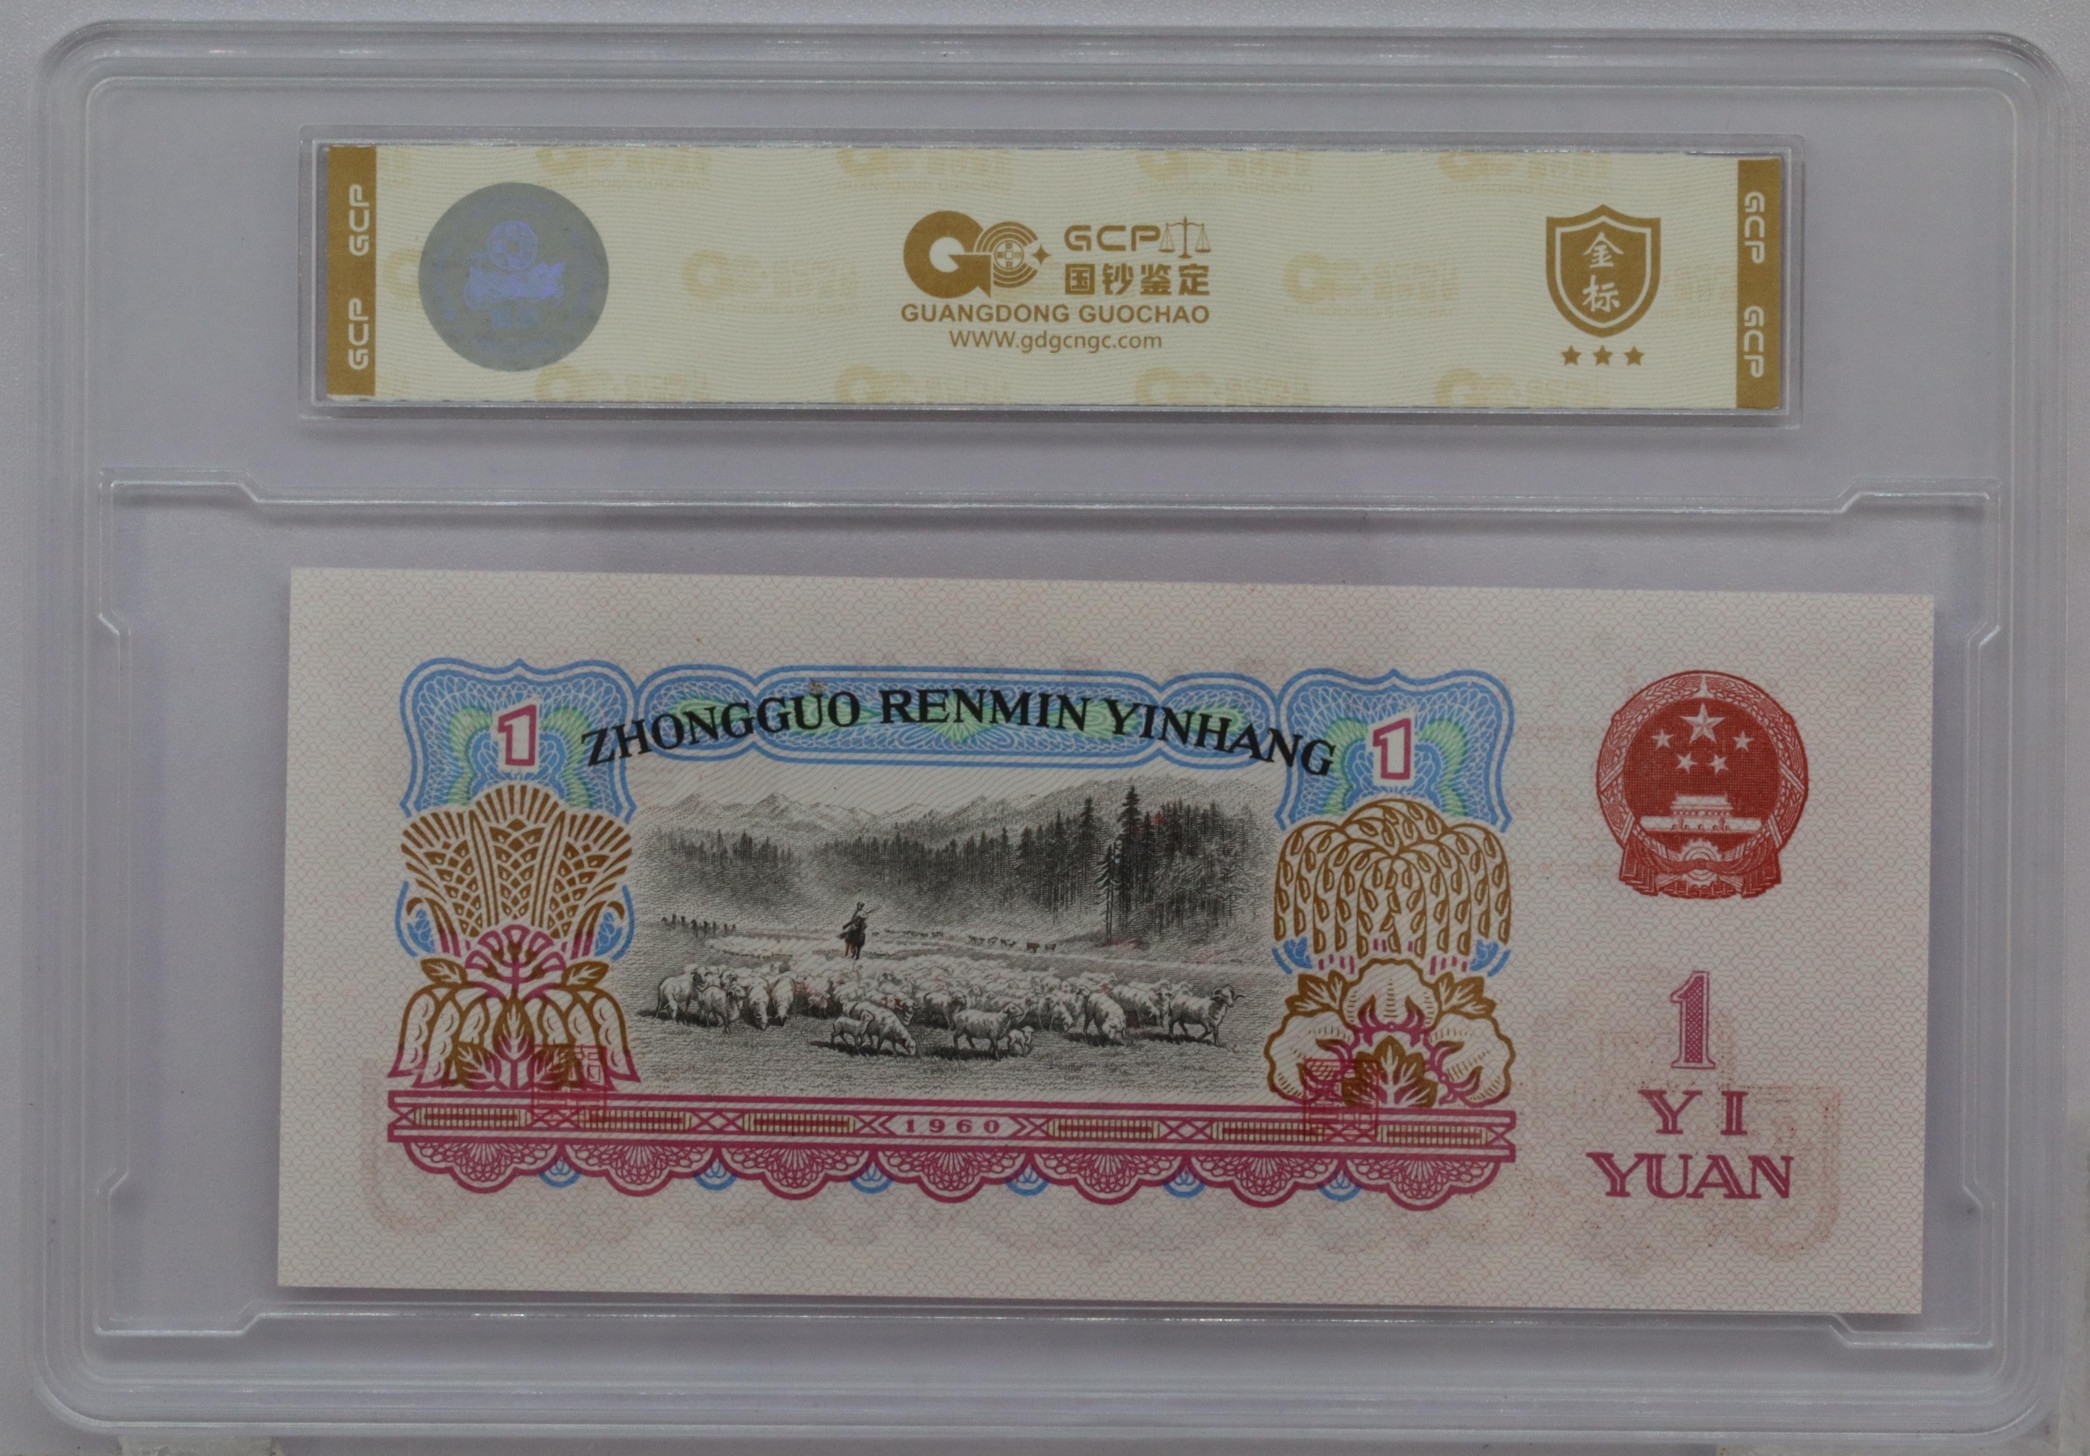 GCP GCP
GCP
国钞鉴定
GUANGDONG GUOCHAO
WWW.gdgcngc.com
金
标
GCP GCP
ZHONGGUO RENMIN YINHANG
1
1
1960
1
YI
YUAN